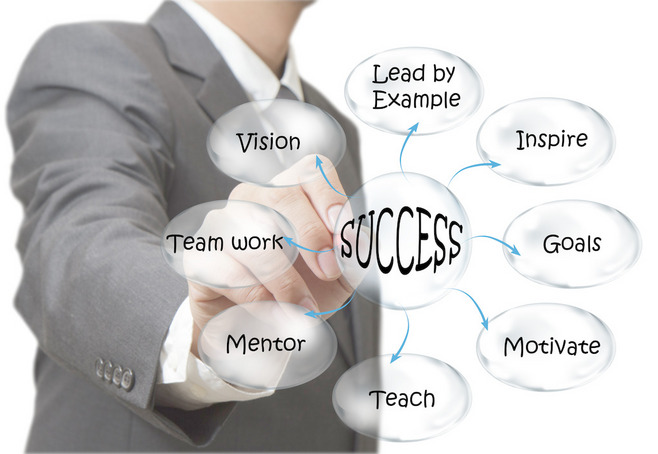 Lead by
Example
Vision
Inspire
Team work
SUCCESS
Goals
Mentor
Motivate
Teach